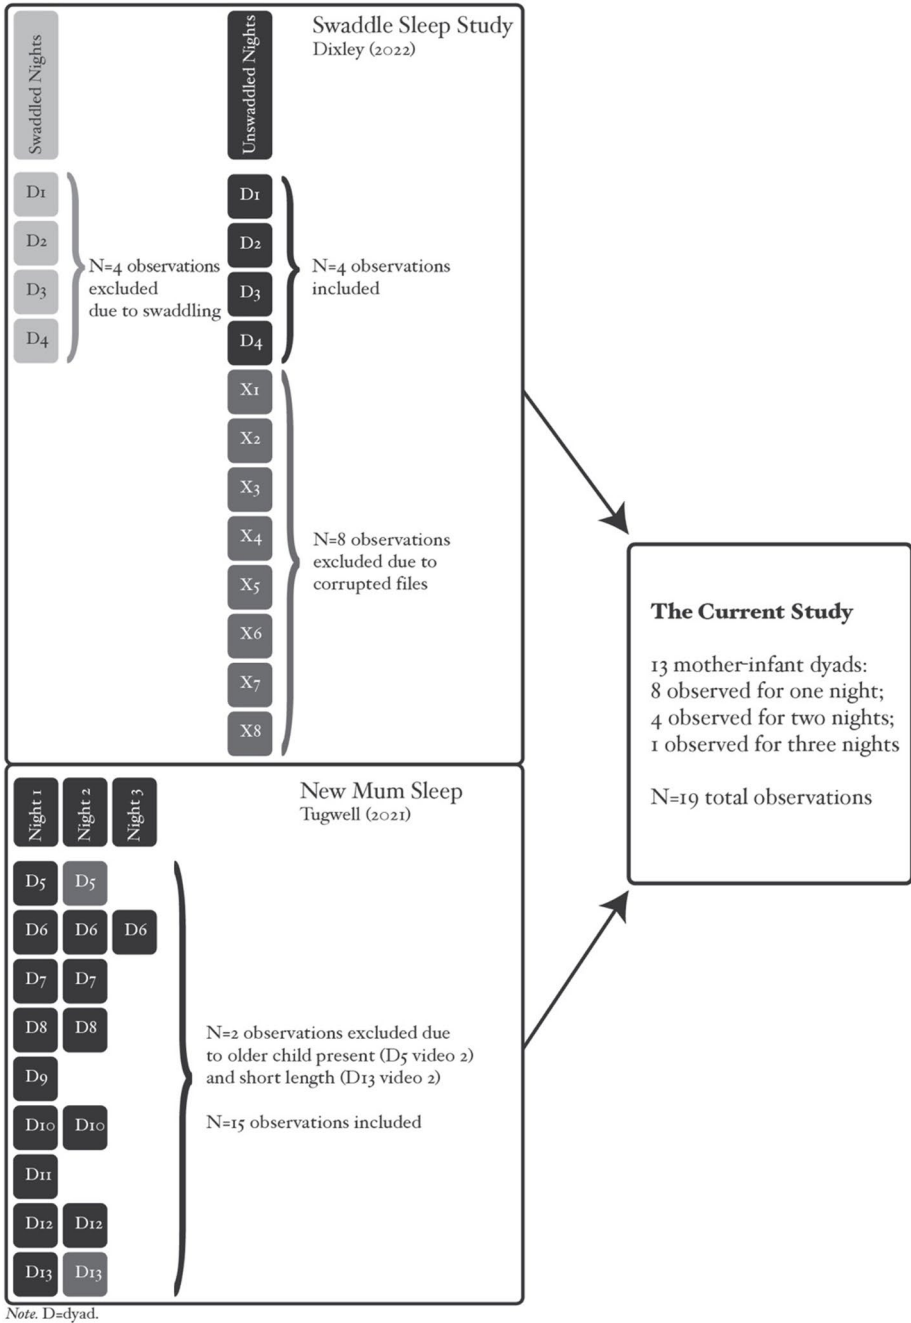 Swaddle Sleep Study
Dixley (2022)
Swaddled Nights
Unswaddled Nights
D1
D2
D3
D4
N=4 observations
excluded
due to swaddling
D1
D2
D3
D4
N=4 observations
included
X1
X2
X3
X4
X5
X6
X7
X8
N=8 observations
excluded due to
corrupted files
New Mum Sleep
Tugwell (2021)
Night 1
Night 2
Night 3
D5 D5
D6 D6 D6
D7 D7
D8 D8
D9
D10 D10
D11
D12 D12
D13 D13
N=2 observations excluded due
to older child present (D5 video 2)
and short length (D13 video 2)
N=15 observations included
The Current Study
13 mother-infant dyads:
8 observed for one night;
4 observed for two nights;
1 observed for three nights
N=19 total observations
Note. D=dyad.